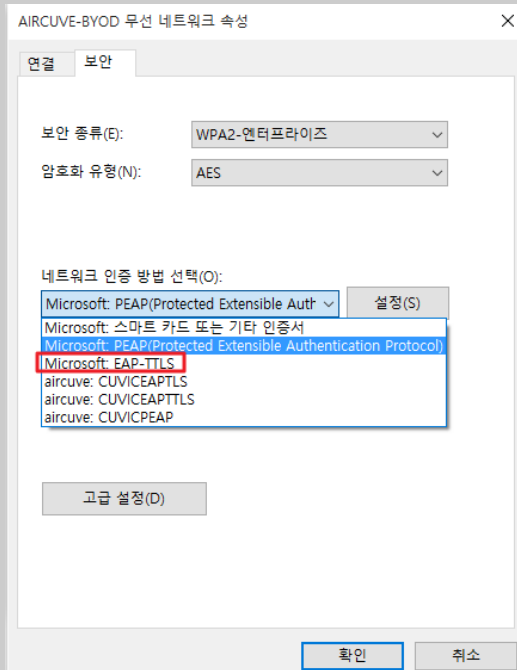 AIRCUVE-BYOD 무선 네트워크 속성
연결 보안
보안 종류(E): WPA2-엔터프라이즈
암호화 유형(N): AES
네트워크 인증 방법 선택(O):
Microsoft: PEAP(Protected Extensible Auth 설정(S)
Microsoft: 스마트 카드 또는 기타 인증서
Microsoft: PEAP(Protected Extensible Authentication Protocol)
Microsoft: EAP-TTLS
aircuve: CUVICEAPTLS
aircuve: CUVICEAPTTLS
aircuve: CUVICPEAP
고급 설정(D)
확인 취소